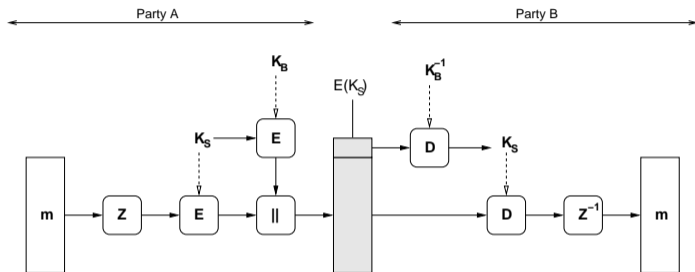 Party A
Party B
K_B
E(K_S)
K_B^-1
K_S
E
D
K_S
m
Z
E
||
D
Z^-1
m